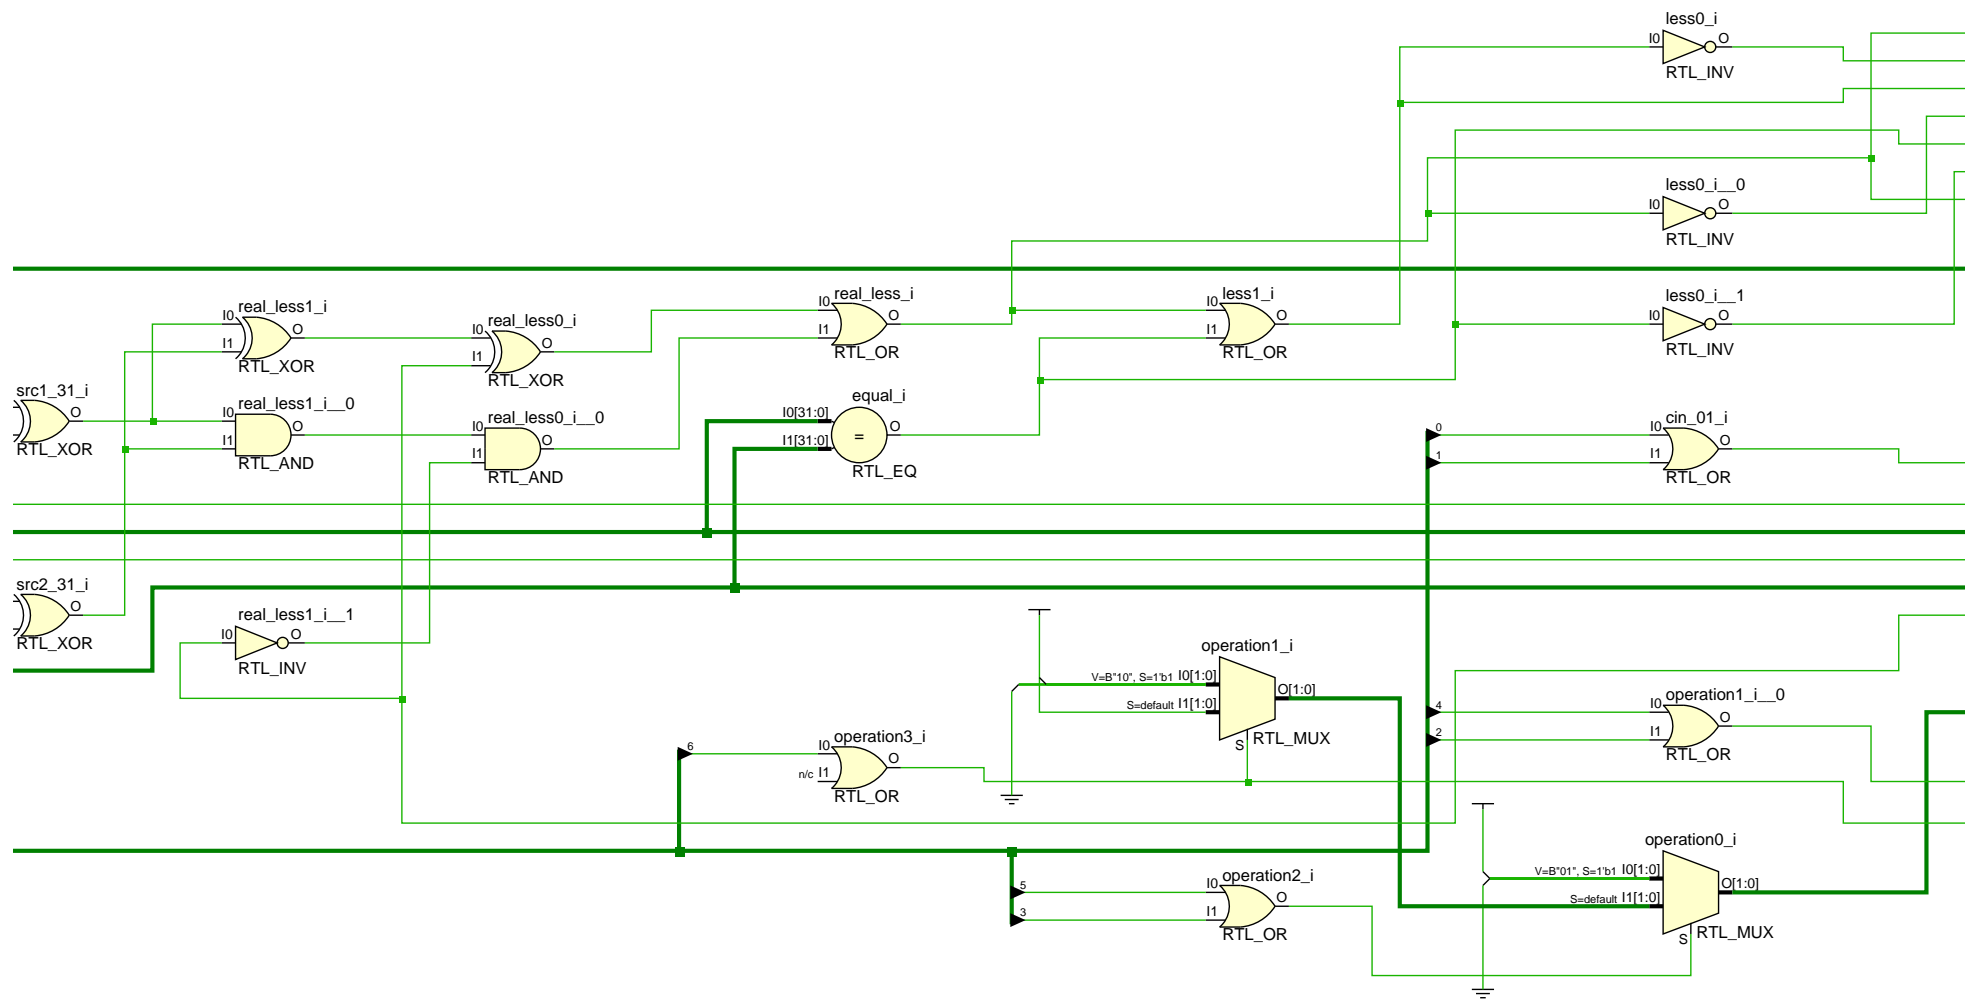 less0_i
I0
O
RTL_INV
less0_i__0
I0
O
RTL_INV
real_less1_i
I0
O
I1
RTL_XOR
real_less0_i
I0
O
I1
RTL_XOR
real_less_i
I0
O
I1
RTL_OR
less1_i
I0
O
I1
RTL_OR
less0_i__1
I0
O
RTL_INV
src1_31_i
O
RTL_XOR
real_less1_i__0
I0
O
I1
RTL_AND
real_less0_i__0
I0
O
I1
RTL_AND
equal_i
I0[31:0]
O
I1[31:0]
=
RTL_EQ
cin_01_i
0
I0
O
1
I1
RTL_OR
src2_31_i
O
RTL_XOR
real_less1_i__1
I0
O
RTL_INV
operation1_i
V=B"10", S=1'b1 I0[1:0]
O[1:0]
S=default I1[1:0]
S
RTL_MUX
operation1_i__0
4
I0
O
2
I1
RTL_OR
operation3_i
6
I0
O
n/c I1
RTL_OR
operation0_i
V=B"01", S=1'b1 I0[1:0]
O[1:0]
S=default I1[1:0]
S
RTL_MUX
operation2_i
5
I0
O
3
I1
RTL_OR